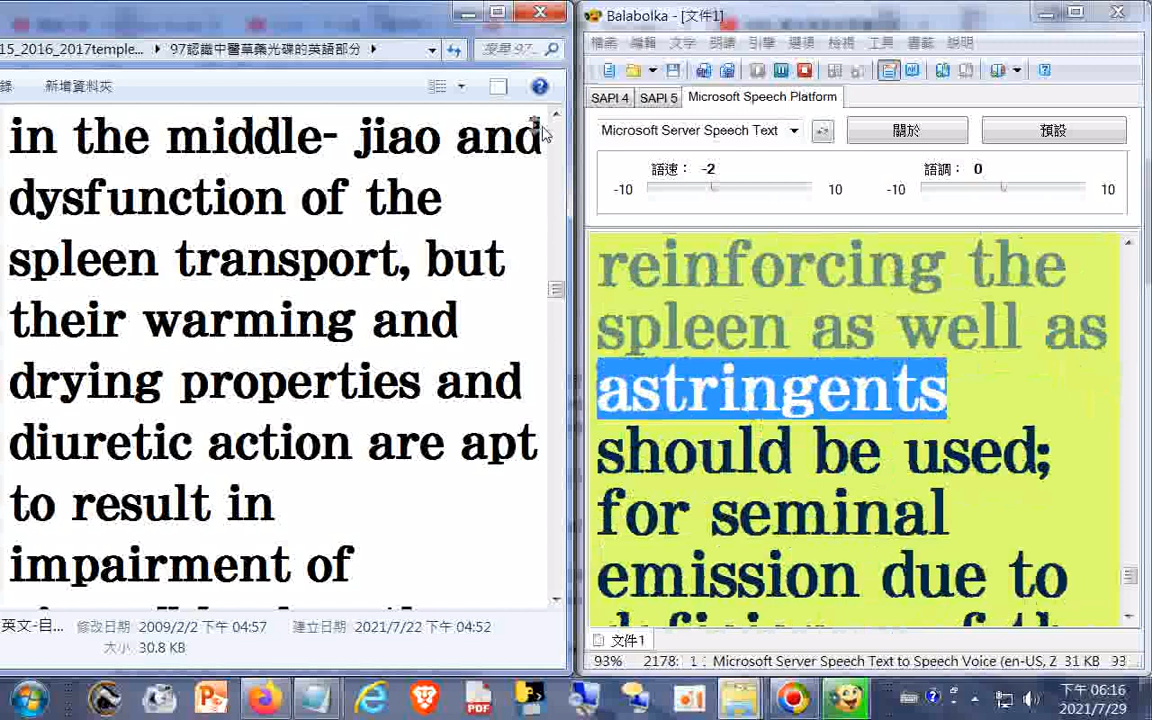 15_2016_2017temple...
97認識中醫草藥光碟的英語部分
搜尋 97-...
錄
新增資料夾
in the middle- jiao and
dysfunction of the
spleen transport, but
their warming and
drying properties and
diuretic action are apt
to result in
impairment of
英文-自...
修改日期 2009/2/2 下午 04:57
建立日期 2021/7/22 下午 04:52
大小 30.8 KB
Balabolka - [文件1]
檔案 編輯 文字 朗讀 引擎 選項 檢視 工具 書籤 說明
SAPI 4 SAPI 5 Microsoft Speech Platform
Microsoft Server Speech Text
關於
預設
語速： -2
語調： 0
-10 10 -10 10
reinforcing the
spleen as well as
astringents
should be used;
for seminal
emission due to
文件1
93% 2178: 1 Microsoft Server Speech Text to Speech Voice (en-US, Z 31 KB 93
PDF
下午 06:16
2021/7/29